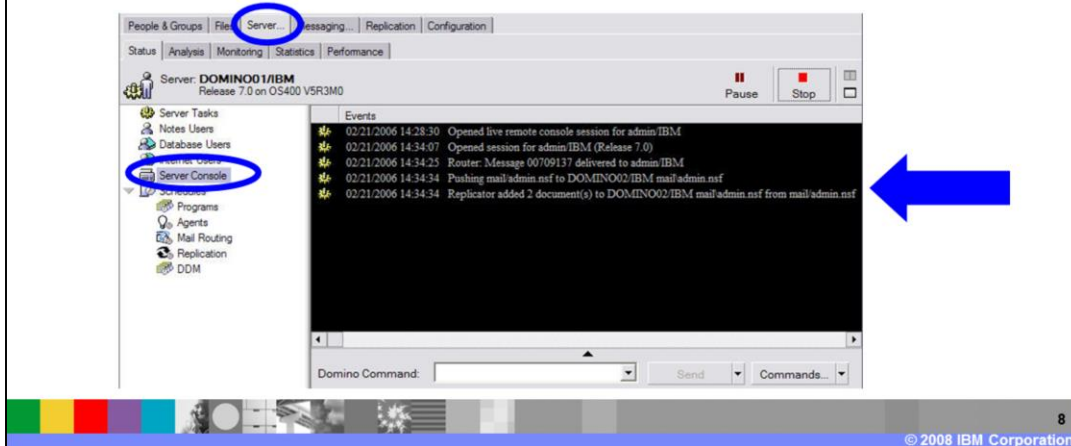 People & Groups Files Server... Messaging... Replication Configuration
Status Analysis Monitoring Statistics Performance
Server: DOMINO01/IBM
Release 7.0 on OS400 V5R3M0
Pause Stop
Server Tasks
Notes Users
Database Users
Internet Users
Server Console
Schedules
Programs
Agents
Mail Routing
Replication
DDM
Events
02/21/2006 14:28:30 Opened live remote console session for admin/IBM
02/21/2006 14:34:07 Opened session for admin/IBM (Release 7.0)
02/21/2006 14:34:25 Router: Message 00709137 delivered to admin/IBM
02/21/2006 14:34:34 Pushing mail/admin.nsf to DOMINO02/IBM mail\admin.nsf
02/21/2006 14:34:34 Replicator added 2 document(s) to DOMINO02/IBM mail\admin.nsf from mail/admin.nsf
Domino Command: Send Commands...
8
© 2008 IBM Corporation